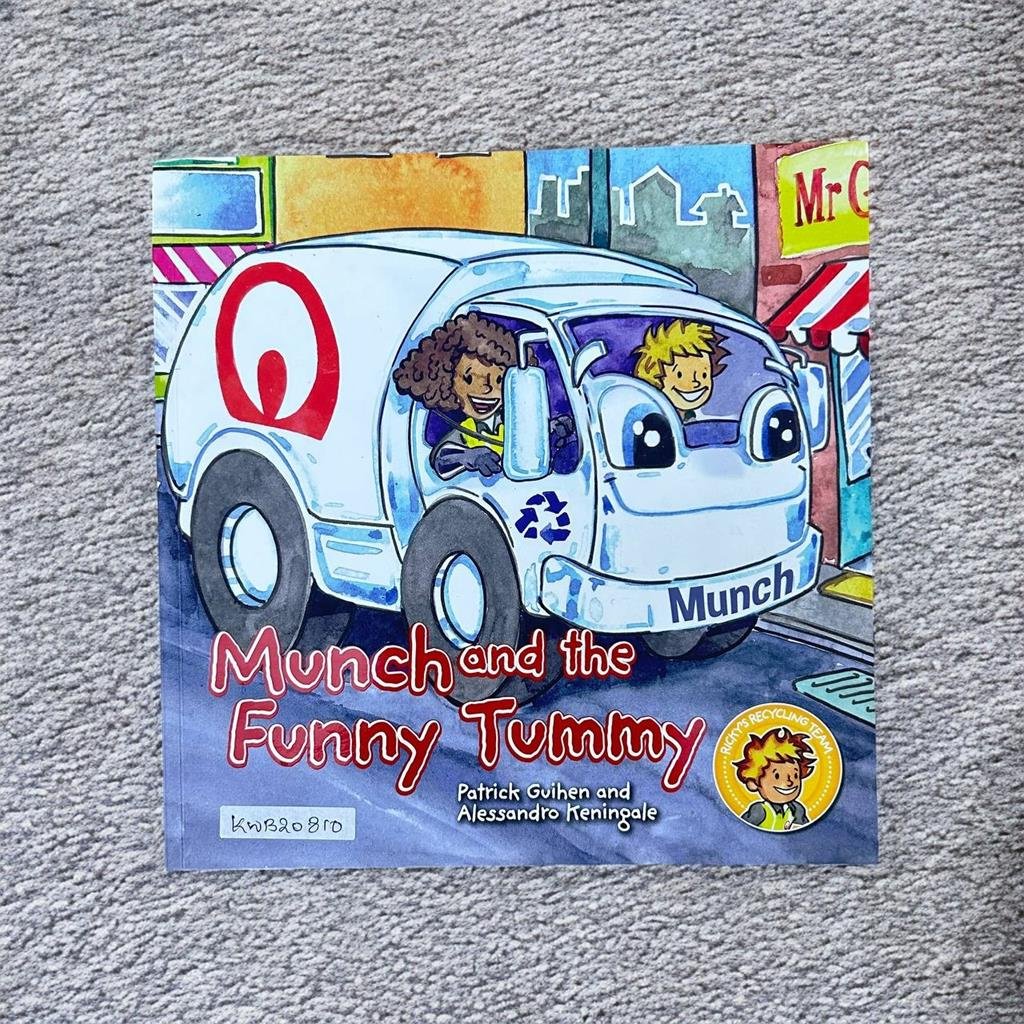 Mr G
Munch
Munch and the
Funny Tummy
Patrick Guihen and
Alessandro Keningale
RICKY'S RECYCLING TEAM
KWB20810